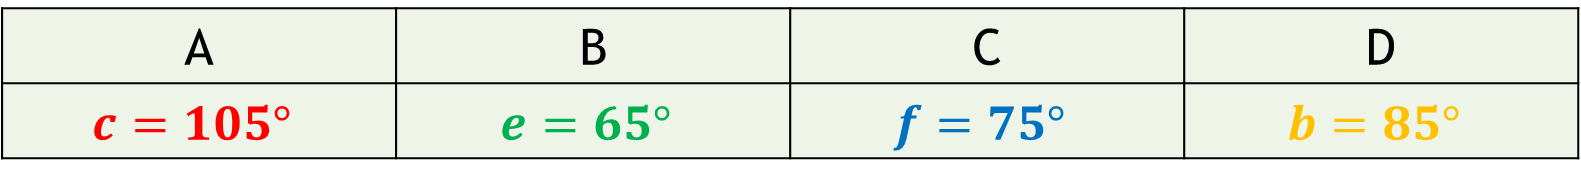 A B C D
c = 105° e = 65° f = 75° b = 85°